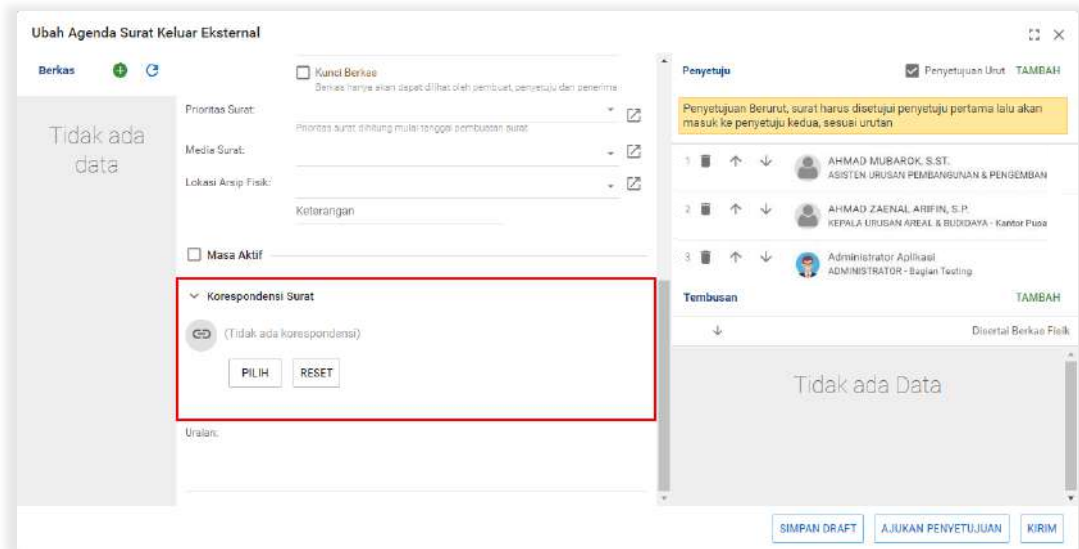 Ubah Agenda Surat Keluar Eksternal
Berkas
Tidak ada
data
Kunci Berkas
Berkas hanya akan dapat dilihat oleh pembuat, penyetuju dan penerima
Prioritas Surat:
Prioritas surat dihitung mulai tanggal pembuatan surat
Media Surat:
Lokasi Arsip Fisik:
Keterangan
Masa Aktif
Korespondensi Surat
(Tidak ada korespondensi)
PILIH RESET
Uraian:
Penyetuju Penyetujuan Urut TAMBAH
Penyetujuan Berurut, surat harus disetujui penyetuju pertama lalu akan
masuk ke penyetuju kedua, sesuai urutan
1 AHMAD MUBAROK, S.ST.
ASISTEN URUSAN PEMBANGUNAN & PENGEMBAN
2 AHMAD ZAENAL ARIFIN, S.P.
KEPALA URUSAN AREAL & BUDIDAYA - Kantor Pusa
3 Administrator Aplikasi
ADMINISTRATOR - Bagian Testing
Tembusan TAMBAH
Disertai Berkas Fisik
Tidak ada Data
SIMPAN DRAFT AJUKAN PENYETUJUAN KIRIM